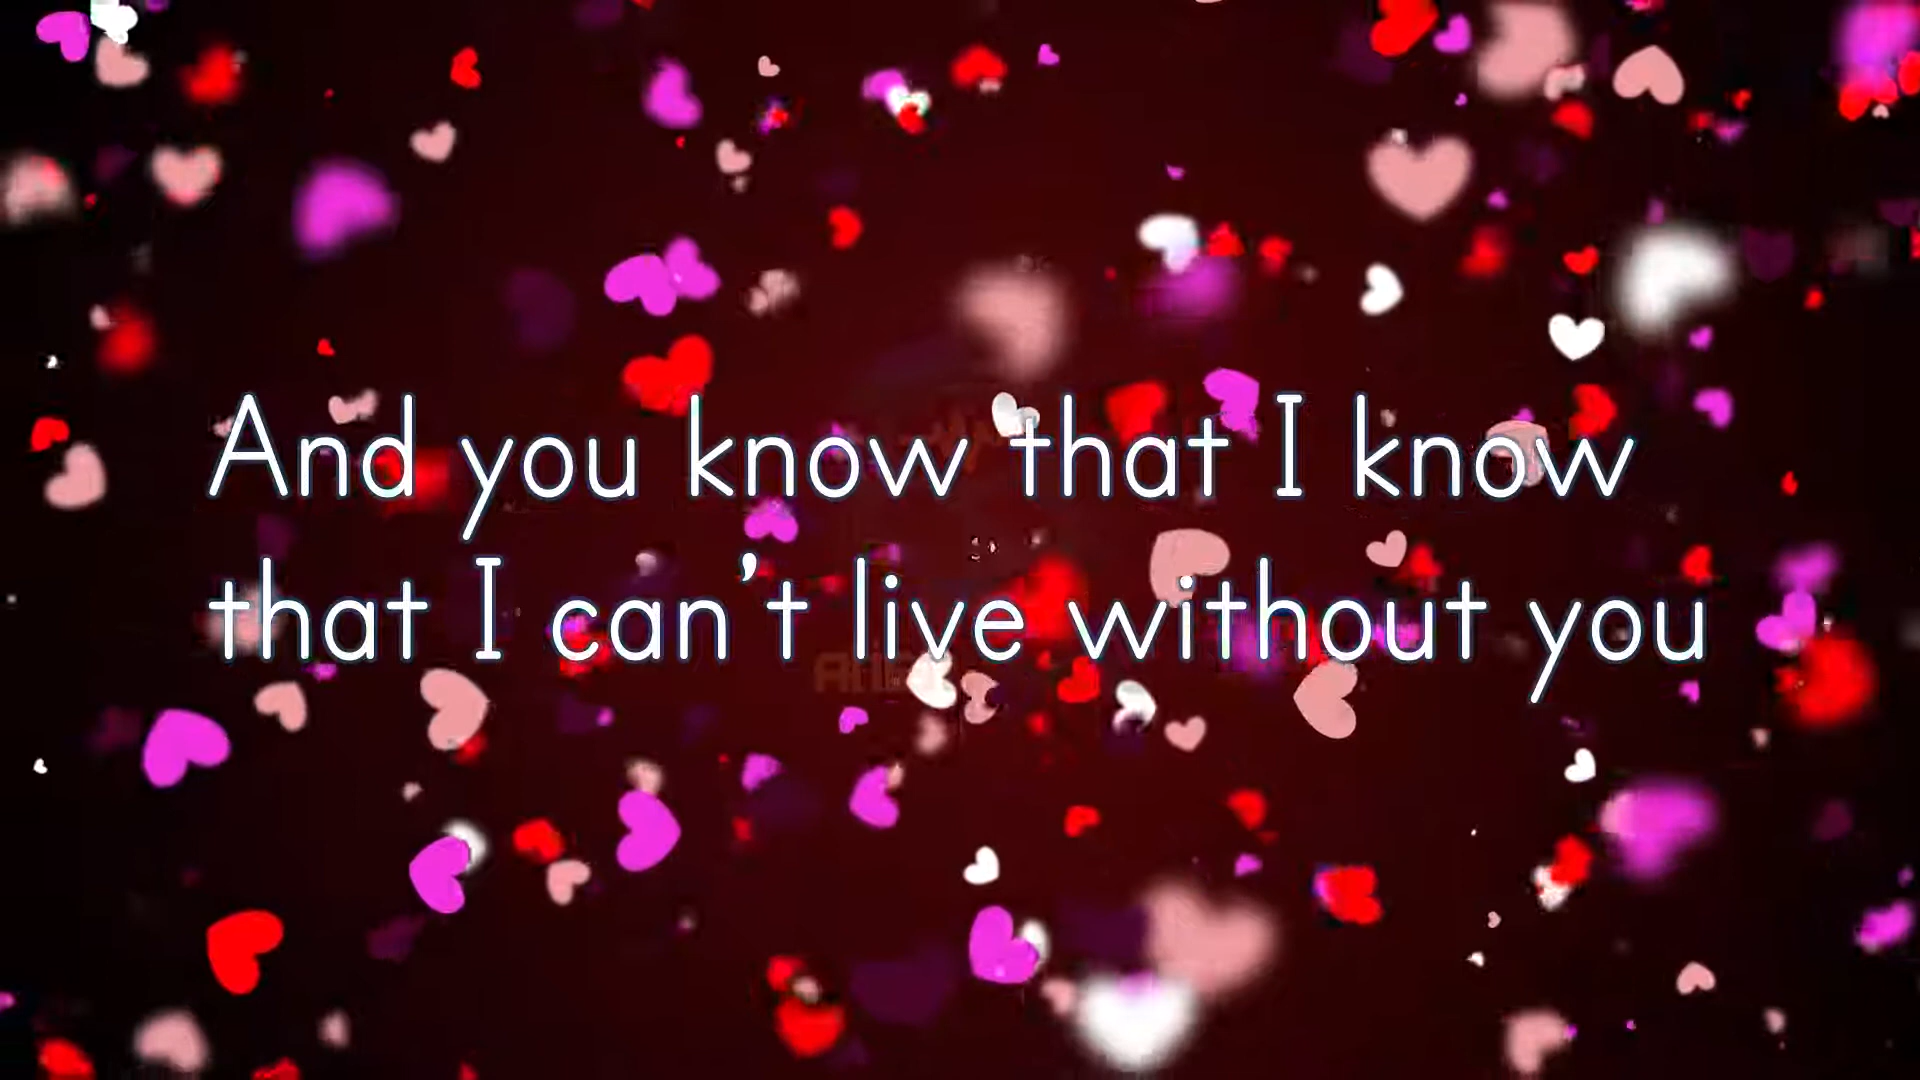 And you know that I know
that I can’t live without you